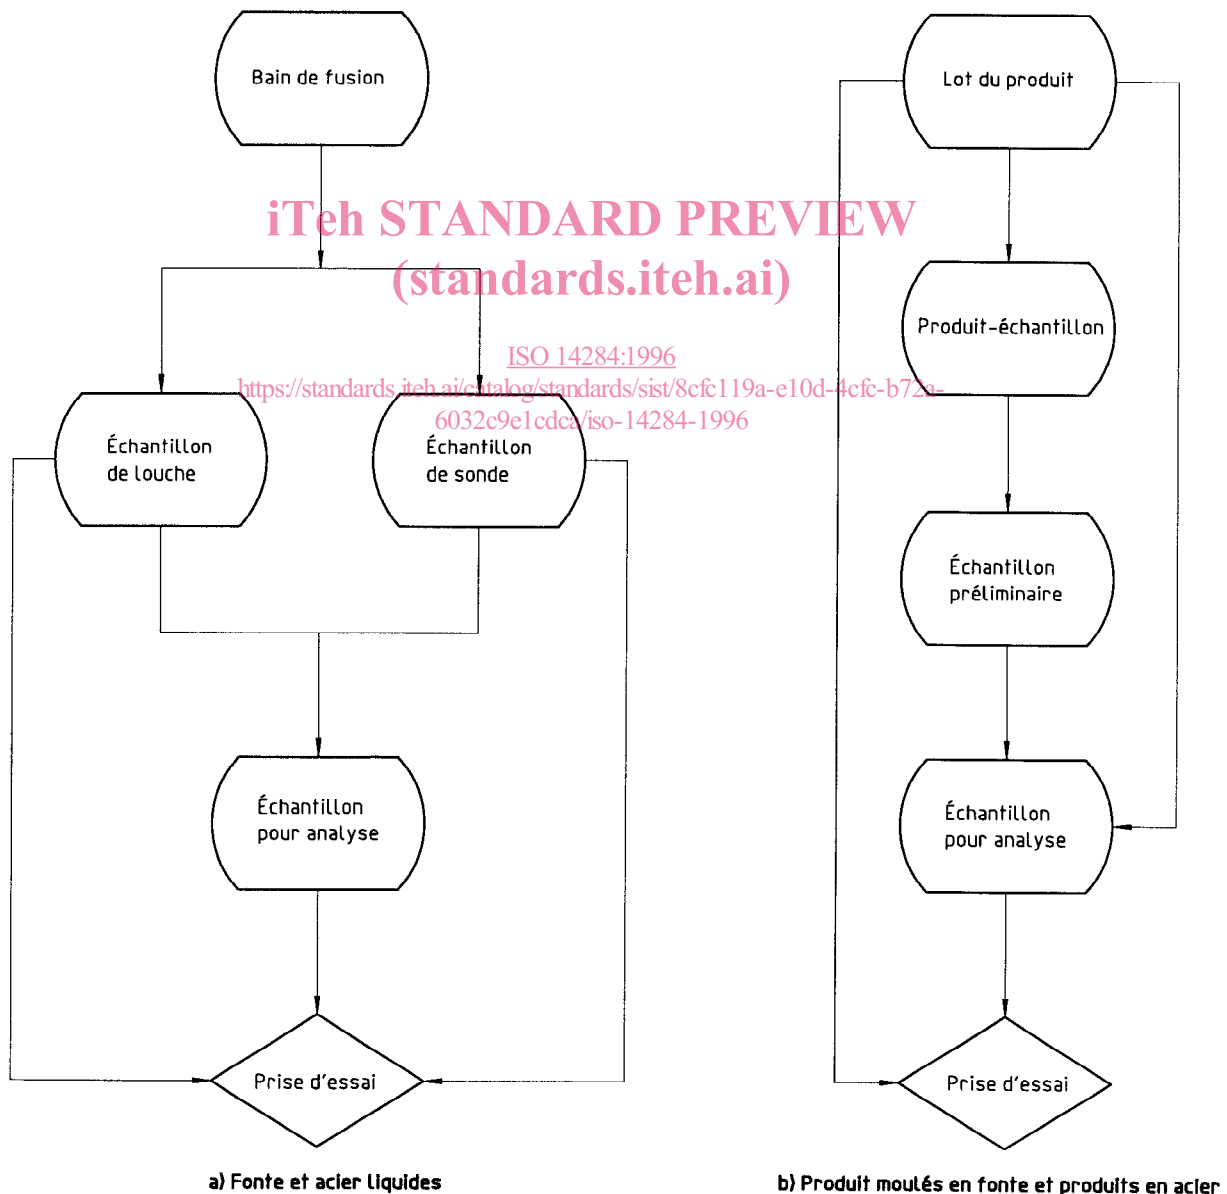 Bain de fusion
Lot du produit
iTeh STANDARD PREVIEW
(standards.iteh.ai)
Produit-échantillon
ISO 14284:1996
https://standards.iteh.ai/catalog/standards/sist/8cfc119a-e10d-4cfc-b72a-
6032c9e1cdca/iso-14284-1996
Échantillon
de louche
Échantillon
de sonde
Échantillon
préliminaire
Échantillon
pour analyse
Échantillon
pour analyse
Prise d'essai
Prise d'essai
a) Fonte et acier liquides
b) Produit moulés en fonte et produits en acier